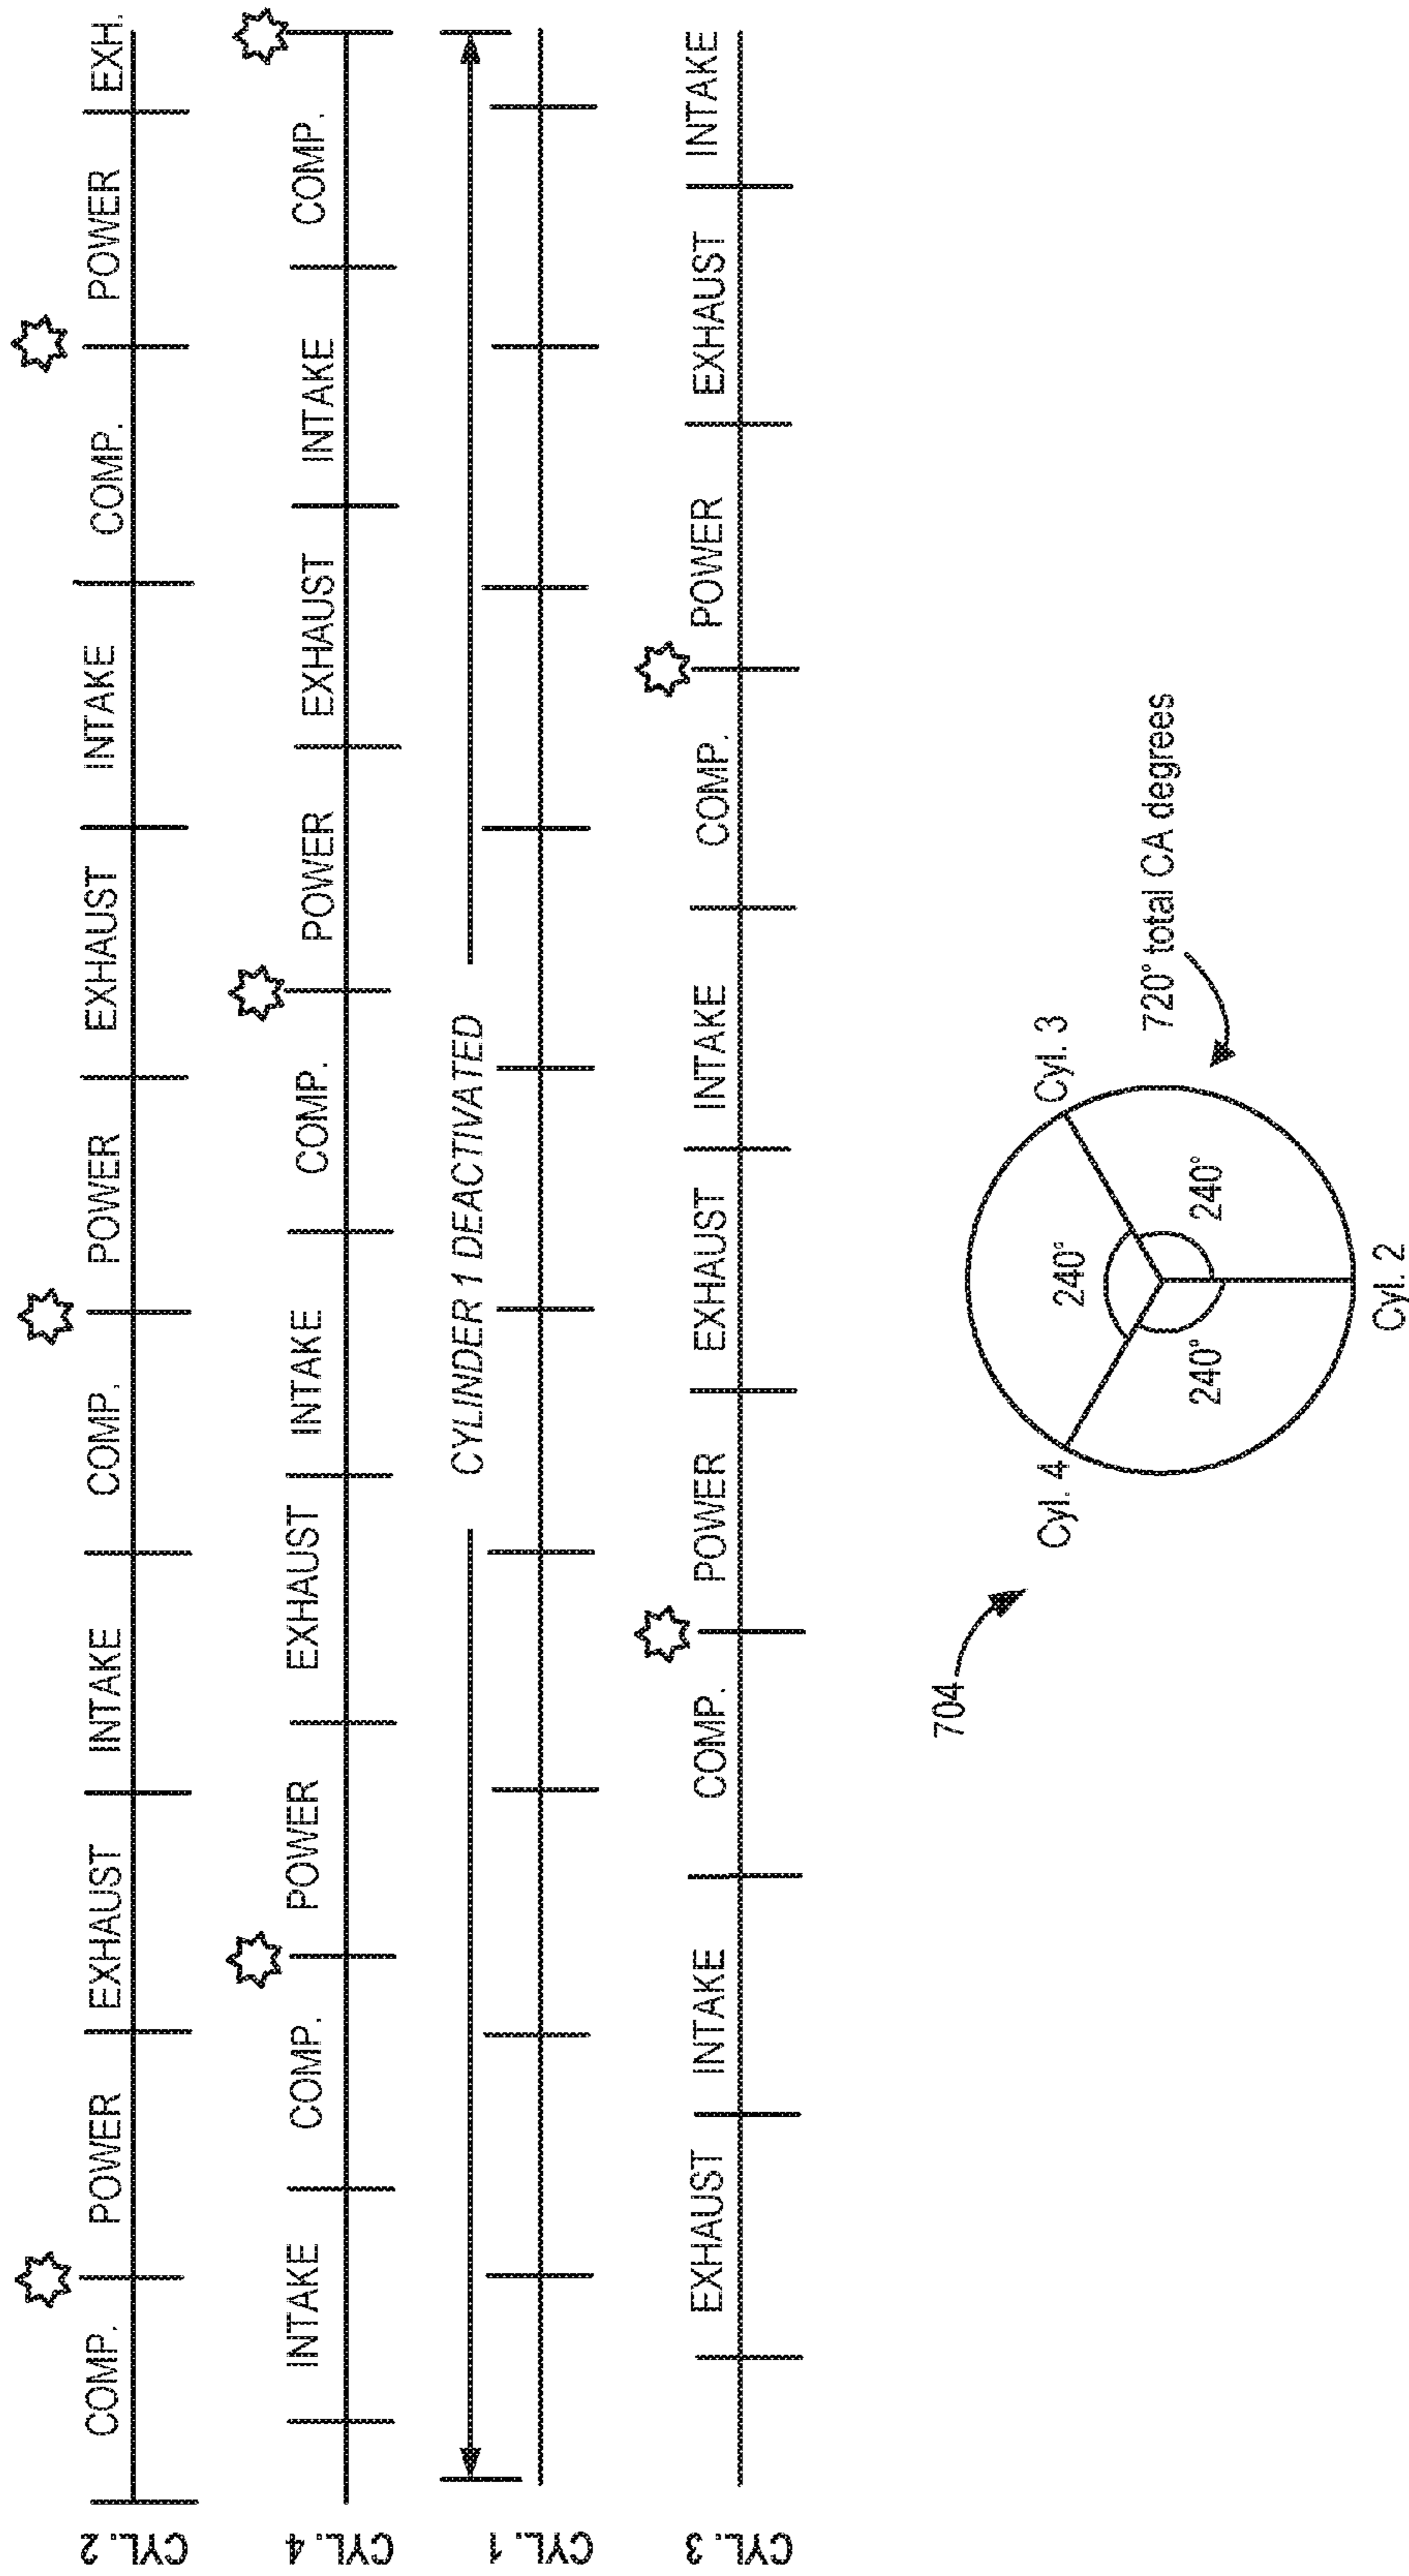 CYL. 2 COMP. POWER EXHAUST INTAKE COMP. POWER EXHAUST INTAKE COMP. POWER EXH.
CYL. 4 INTAKE COMP. POWER EXHAUST INTAKE COMP. POWER EXHAUST INTAKE COMP.
CYLINDER 1 DEACTIVATED
CYL. 1
CYL. 3 EXHAUST INTAKE COMP. POWER EXHAUST INTAKE COMP. POWER EXHAUST INTAKE
704
Cyl. 4
Cyl. 3
240°
240°
240°
720° total CA degrees
Cyl. 2